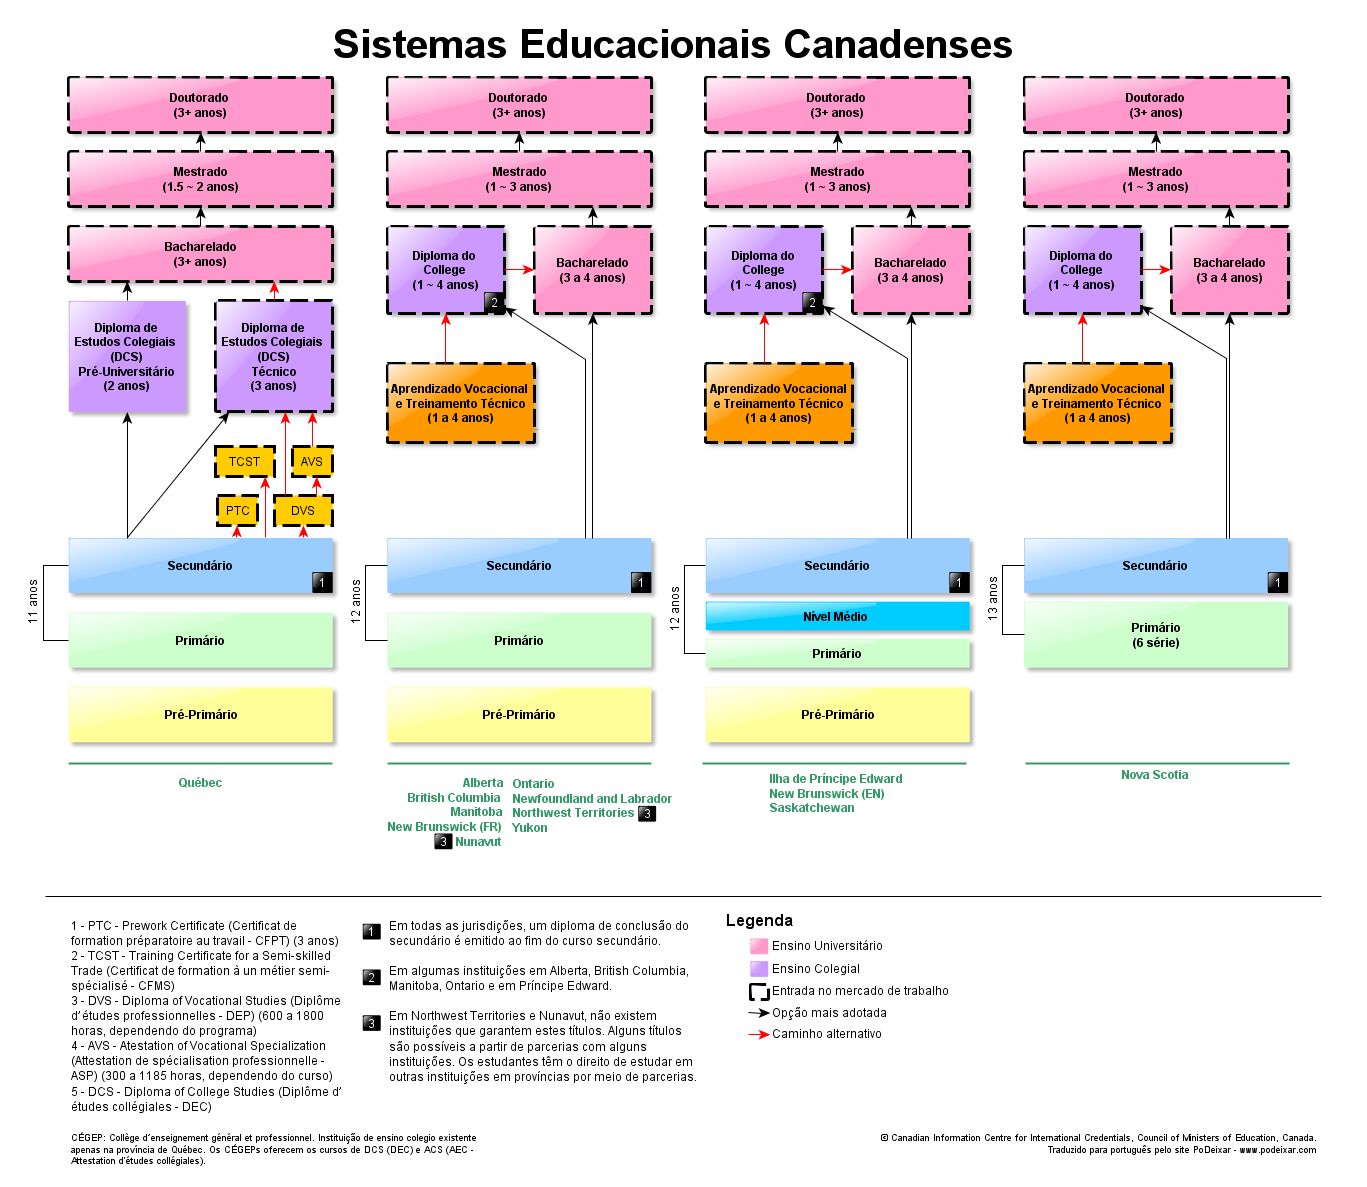 Sistemas Educacionais Canadenses
Doutorado
(3+ anos)
Mestrado
(1.5 ~ 2 anos)
Bacharelado
(3+ anos)
Diploma de
Estudos Colegiais
(DCS)
Pré-Universitário
(2 anos)
Diploma de
Estudos Colegiais
(DCS)
Técnico
(3 anos)
TCST
AVS
PTC
DVS
Secundário
1
11 anos
Primário
Pré-Primário
Québec
Doutorado
(3+ anos)
Mestrado
(1 ~ 3 anos)
Diploma do
College
(1 ~ 4 anos)
2
Bacharelado
(3 a 4 anos)
Aprendizado Vocacional
e Treinamento Técnico
(1 a 4 anos)
Secundário
1
12 anos
Primário
Pré-Primário
Alberta
British Columbia
Manitoba
New Brunswick (FR)
3 Nunavut
Ontario
Newfoundland and Labrador
Northwest Territories 3
Yukon
Doutorado
(3+ anos)
Mestrado
(1 ~ 3 anos)
Diploma do
College
(1 ~ 4 anos)
2
Bacharelado
(3 a 4 anos)
Aprendizado Vocacional
e Treinamento Técnico
(1 a 4 anos)
Secundário
1
12 anos
Nível Médio
Primário
Pré-Primário
Ilha de Príncipe Edward
New Brunswick (EN)
Saskatchewan
Doutorado
(3+ anos)
Mestrado
(1 ~ 3 anos)
Diploma do
College
(1 ~ 4 anos)
Bacharelado
(3 a 4 anos)
Aprendizado Vocacional
e Treinamento Técnico
(1 a 4 anos)
Secundário
1
13 anos
Primário
(6 série)
Nova Scotia
1 - PTC - Prework Certificate (Certificat de
formation préparatoire au travail - CFPT) (3 anos)
2 - TCST - Training Certificate for a Semi-skilled
Trade (Certificat de formation à un métier semi-
spécialisé - CFMS)
3 - DVS - Diploma of Vocational Studies (Diplôme
d'études professionnelles - DEP) (600 a 1800
horas, dependendo do programa)
4 - AVS - Atestation of Vocational Specialization
(Attestation de spécialisation professionnelle -
ASP) (300 a 1185 horas, dependendo do curso)
5 - DCS - Diploma of College Studies (Diplôme d'
études collégiales - DEC)
1 Em todas as jurisdições, um diploma de conclusão do
secundário é emitido ao fim do curso secundário.
2 Em algumas instituições em Alberta, British Columbia,
Manitoba, Ontario e em Príncipe Edward.
3 Em Northwest Territories e Nunavut, não existem
instituições que garantem estes títulos. Alguns títulos
são possíveis a partir de parcerias com alguns
instituições. Os estudantes têm o direito de estudar em
outras instituições em províncias por meio de parcerias.
Legenda
Ensino Universitário
Ensino Colegial
Entrada no mercado de trabalho
Opção mais adotada
Caminho alternativo
CÉGEP: Collège d'enseignement général et professionnel. Instituição de ensino colegio existente
apenas na província de Québec. Os CÉGEPs oferecem os cursos de DCS (DEC) e ACS (AEC -
Attestation d'études collégiales).
© Canadian Information Centre for International Credentials, Council of Ministers of Education, Canada.
Traduzido para português pelo site PoDeixar - www.podeixar.com